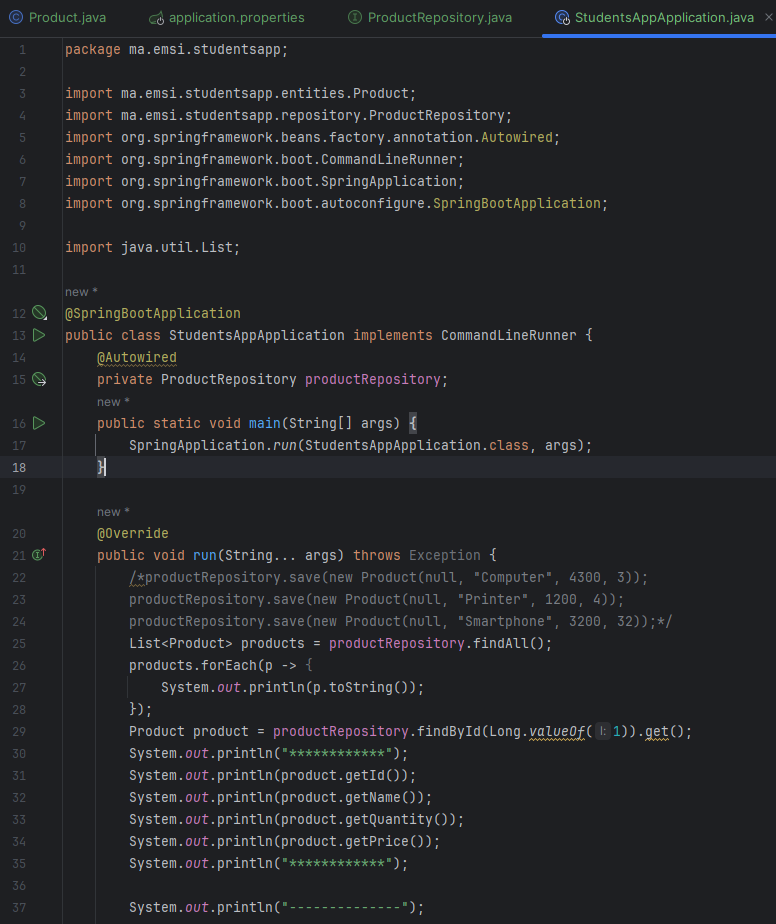 Product.java application.properties ProductRepository.java StudentsAppApplication.java ×
1 package ma.emsi.studentsapp;
2
3 import ma.emsi.studentsapp.entities.Product;
4 import ma.emsi.studentsapp.repository.ProductRepository;
5 import org.springframework.beans.factory.annotation.Autowired;
6 import org.springframework.boot.CommandLineRunner;
7 import org.springframework.boot.SpringApplication;
8 import org.springframework.boot.autoconfigure.SpringBootApplication;
9
10 import java.util.List;
11
new *
12 @SpringBootApplication
13 public class StudentsAppApplication implements CommandLineRunner {
14     @Autowired
15     private ProductRepository productRepository;
new *
16     public static void main(String[] args) {
17         SpringApplication.run(StudentsAppApplication.class, args);
18     }
19
new *
20     @Override
21     public void run(String... args) throws Exception {
22         /*productRepository.save(new Product(null, "Computer", 4300, 3));
23         productRepository.save(new Product(null, "Printer", 1200, 4));
24         productRepository.save(new Product(null, "Smartphone", 3200, 32));*/
25         List<Product> products = productRepository.findAll();
26         products.forEach(p -> {
27             System.out.println(p.toString());
28         });
29         Product product = productRepository.findById(Long.valueOf( l: 1)).get();
30         System.out.println("************");
31         System.out.println(product.getId());
32         System.out.println(product.getName());
33         System.out.println(product.getQuantity());
34         System.out.println(product.getPrice());
35         System.out.println("************");
36
37         System.out.println("--------------");